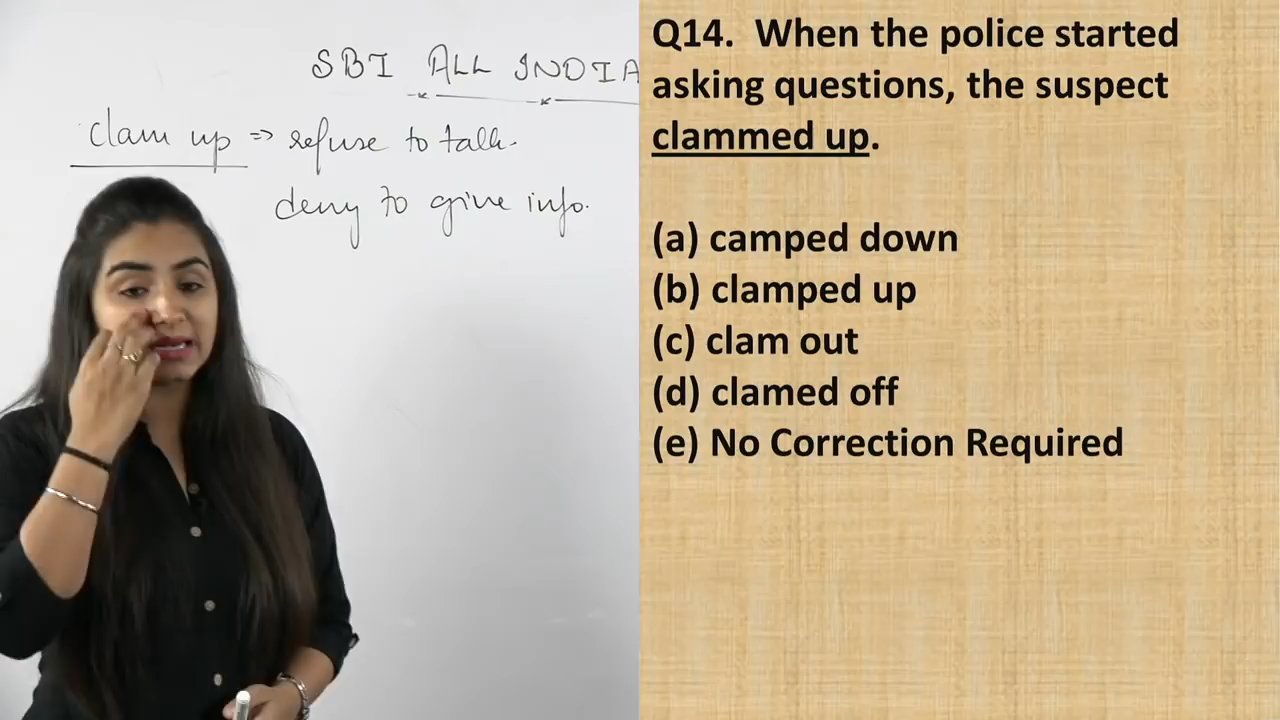 SBI ALL INDIA
clam up => refuse to talk.
deny to give info.
Q14. When the police started
asking questions, the suspect
clammed up.
(a) camped down
(b) clamped up
(c) clam out
(d) clamed off
(e) No Correction Required